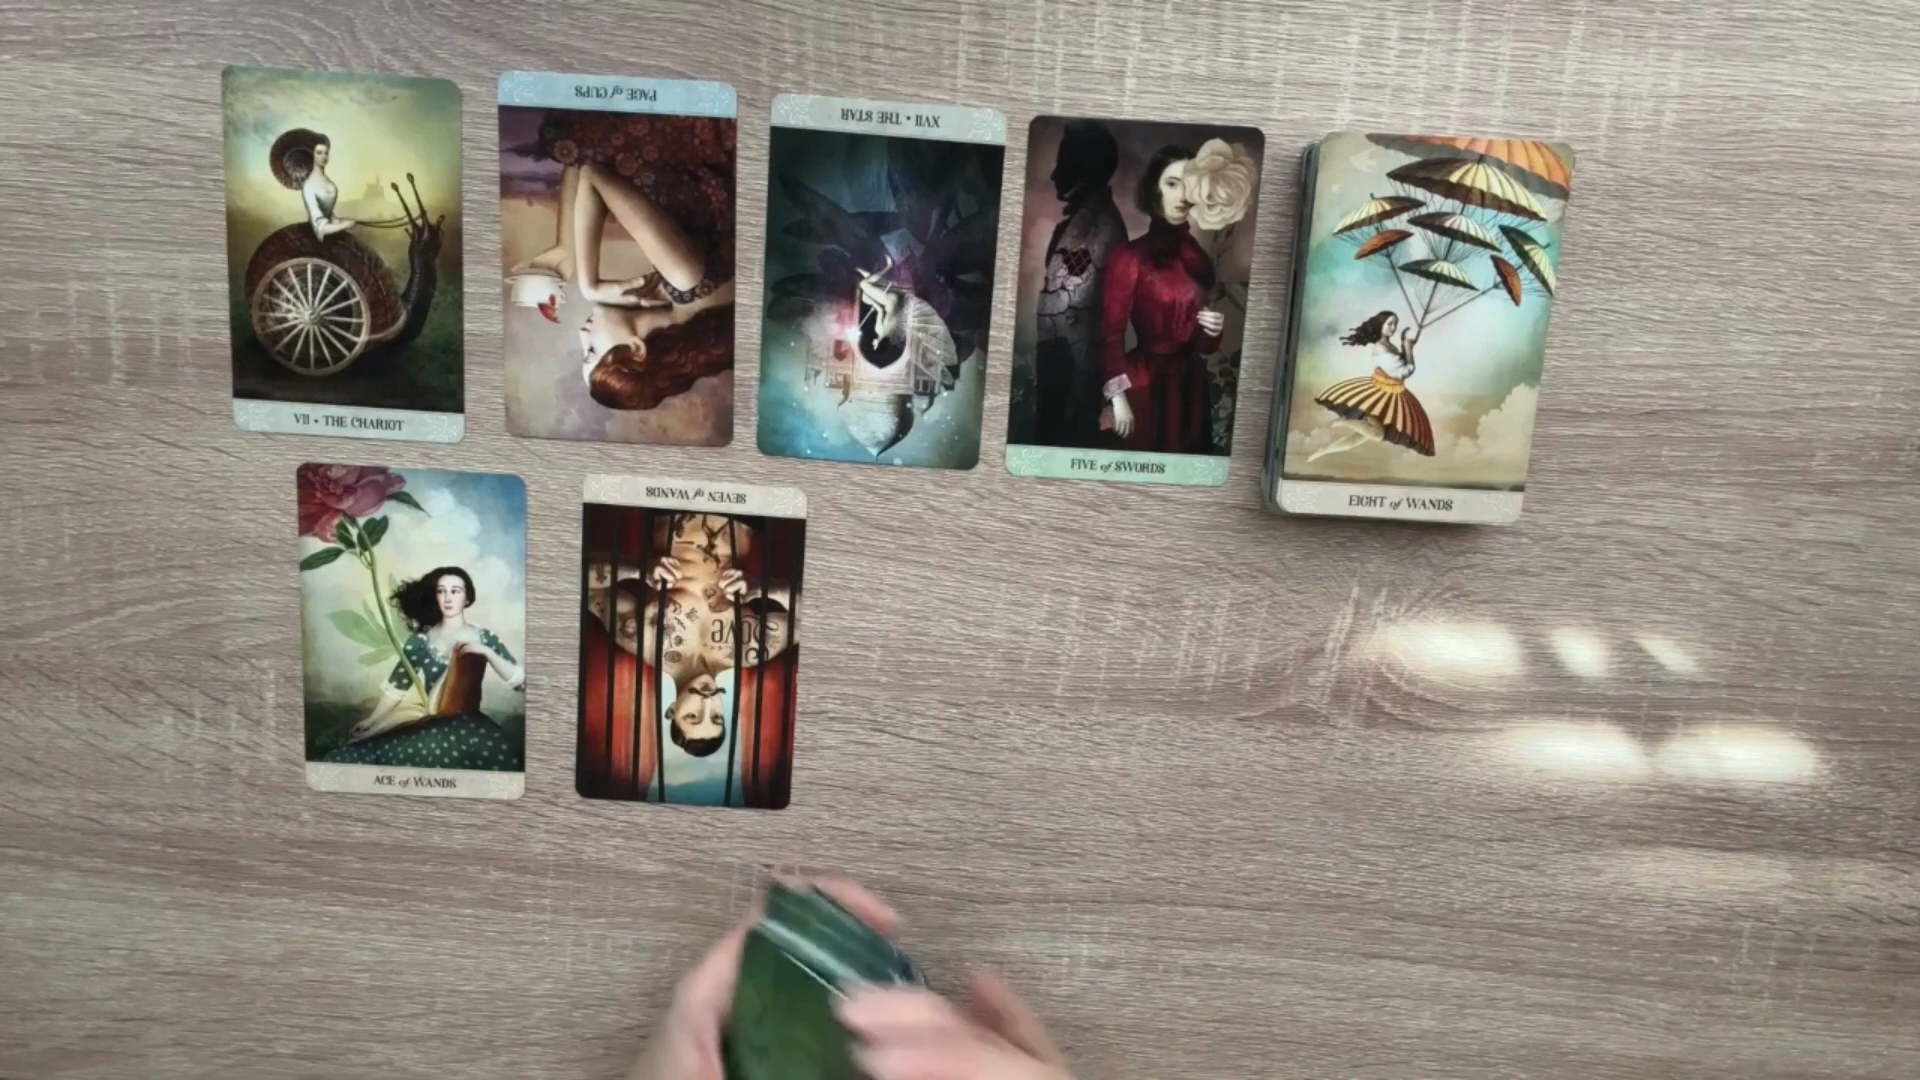 PAGE of CUPS
XVII • THE STAR
VII • THE CHARIOT
FIVE of SWORDS
EIGHT of WANDS
SEVEN of WANDS
Love
ACE of WANDS